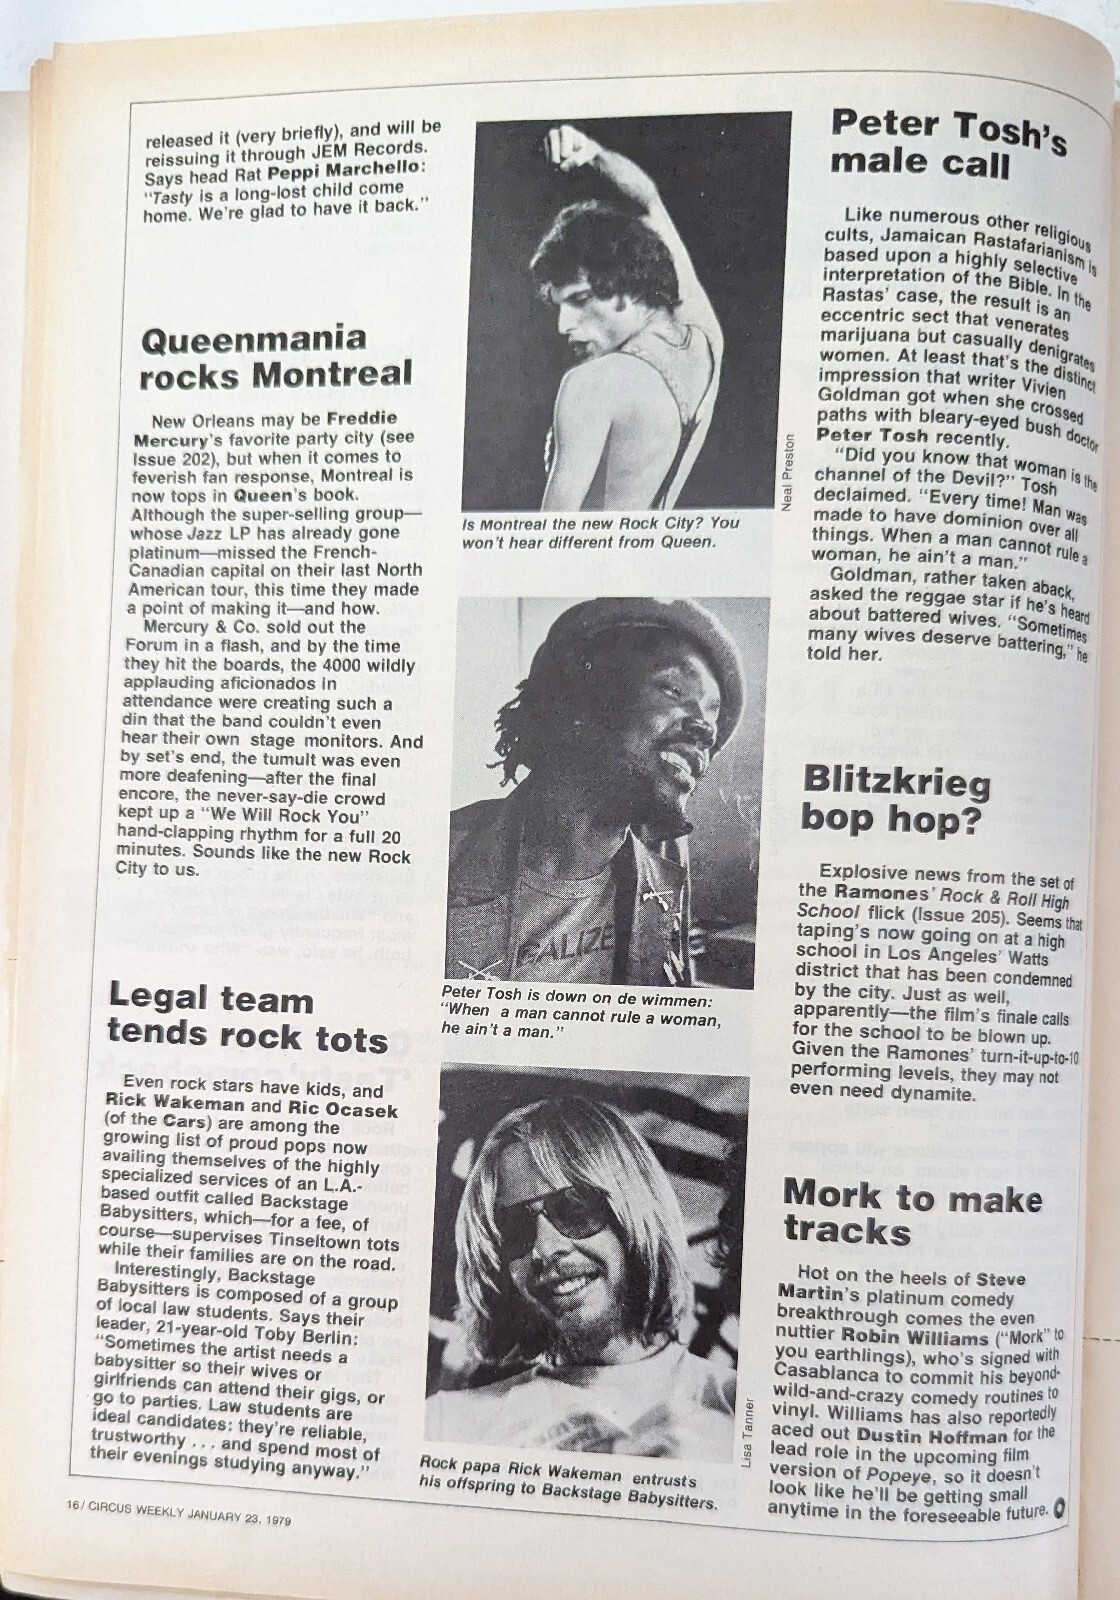 released it (very briefly), and will be
reissuing it through JEM Records.
Says head Rat Peppi Marchello:
"Tasty is a long-lost child come
home. We're glad to have it back."
Queenmania
rocks Montreal
New Orleans may be Freddie
Mercury's favorite party city (see
Issue 202), but when it comes to
feverish fan response, Montreal is
now tops in Queen's book.
Although the super-selling group—
whose Jazz LP has already gone
platinum—missed the French-
Canadian capital on their last North
American tour, this time they made
a point of making it—and how.
Mercury & Co. sold out the
Forum in a flash, and by the time
they hit the boards, the 4000 wildly
applauding aficionados in
attendance were creating such a
din that the band couldn't even
hear their own stage monitors. And
by set's end, the tumult was even
more deafening—after the final
encore, the never-say-die crowd
kept up a "We Will Rock You"
hand-clapping rhythm for a full 20
minutes. Sounds like the new Rock
City to us.
Legal team
tends rock tots
Even rock stars have kids, and
Rick Wakeman and Ric Ocasek
(of the Cars) are among the
growing list of proud pops now
availing themselves of the highly
specialized services of an L.A.-
based outfit called Backstage
Babysitters, which—for a fee, of
course—supervises Tinseltown tots
while their families are on the road.
Interestingly, Backstage
Babysitters is composed of a group
of local law students. Says their
leader, 21-year-old Toby Berlin:
"Sometimes the artist needs a
babysitter so their wives or
girlfriends can attend their gigs, or
go to parties. Law students are
ideal candidates: they're reliable,
trustworthy . . . and spend most of
their evenings studying anyway."
16/ CIRCUS WEEKLY JANUARY 23, 1979
Neal Preston
Is Montreal the new Rock City? You
won't hear different from Queen.
ALIZE
Peter Tosh is down on de wimmen:
"When a man cannot rule a woman,
he ain't a man."
Lisa Tanner
Rock papa Rick Wakeman entrusts
his offspring to Backstage Babysitters.
Peter Tosh's
male call
Like numerous other religious
cults, Jamaican Rastafarianism is
based upon a highly selective
interpretation of the Bible. In the
Rastas' case, the result is an
eccentric sect that venerates
marijuana but casually denigrates
women. At least that's the distinct
impression that writer Vivien
Goldman got when she crossed
paths with bleary-eyed bush doctor
Peter Tosh recently.
"Did you know that woman is the
channel of the Devil?" Tosh
declaimed. "Every time! Man was
made to have dominion over all
things. When a man cannot rule a
woman, he ain't a man."
Goldman, rather taken aback,
asked the reggae star if he's heard
about battered wives. "Sometimes
many wives deserve battering," he
told her.
Blitzkrieg
bop hop?
Explosive news from the set of
the Ramones' Rock & Roll High
School flick (Issue 205). Seems that
taping's now going on at a high
school in Los Angeles' Watts
district that has been condemned
by the city. Just as well,
apparently—the film's finale calls
for the school to be blown up.
Given the Ramones' turn-it-up-to-10
performing levels, they may not
even need dynamite.
Mork to make
tracks
Hot on the heels of Steve
Martin's platinum comedy
breakthrough comes the even
nuttier Robin Williams ("Mork" to
you earthlings), who's signed with
Casablanca to commit his beyond-
wild-and-crazy comedy routines to
vinyl. Williams has also reportedly
aced out Dustin Hoffman for the
lead role in the upcoming film
version of Popeye, so it doesn't
look like he'll be getting small
anytime in the foreseeable future.